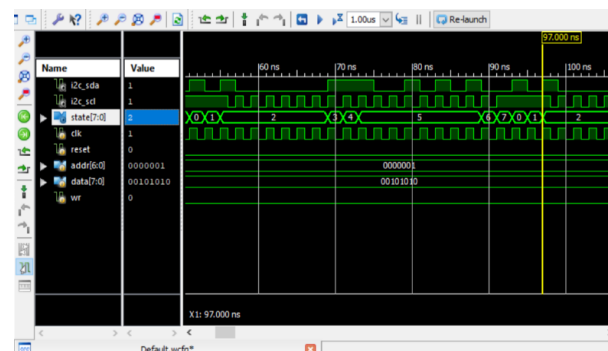 1.00us Re-launch
97.000 ns
Name Value
60 ns 70 ns 80 ns 90 ns 100 ns
i2c_sda 1
i2c_scl 1
state[7:0] 2 0 1 2 3 4 5 6 7 0 1 2
clk 1
reset 0
addr[6:0] 0000001 0000001
data[7:0] 00101010 00101010
wr 0
X1: 97.000 ns
Default.wcfg*